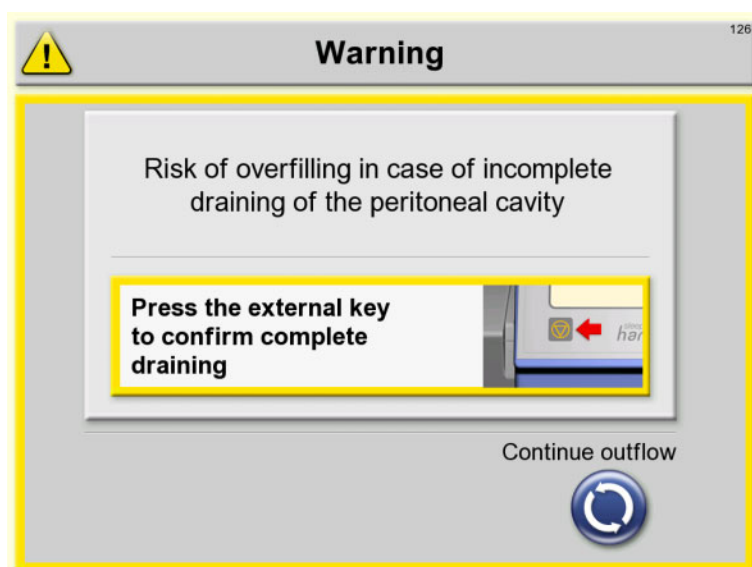 Warning
126
Risk of overfilling in case of incomplete
draining of the peritoneal cavity
Press the external key
to confirm complete
draining
Continue outflow